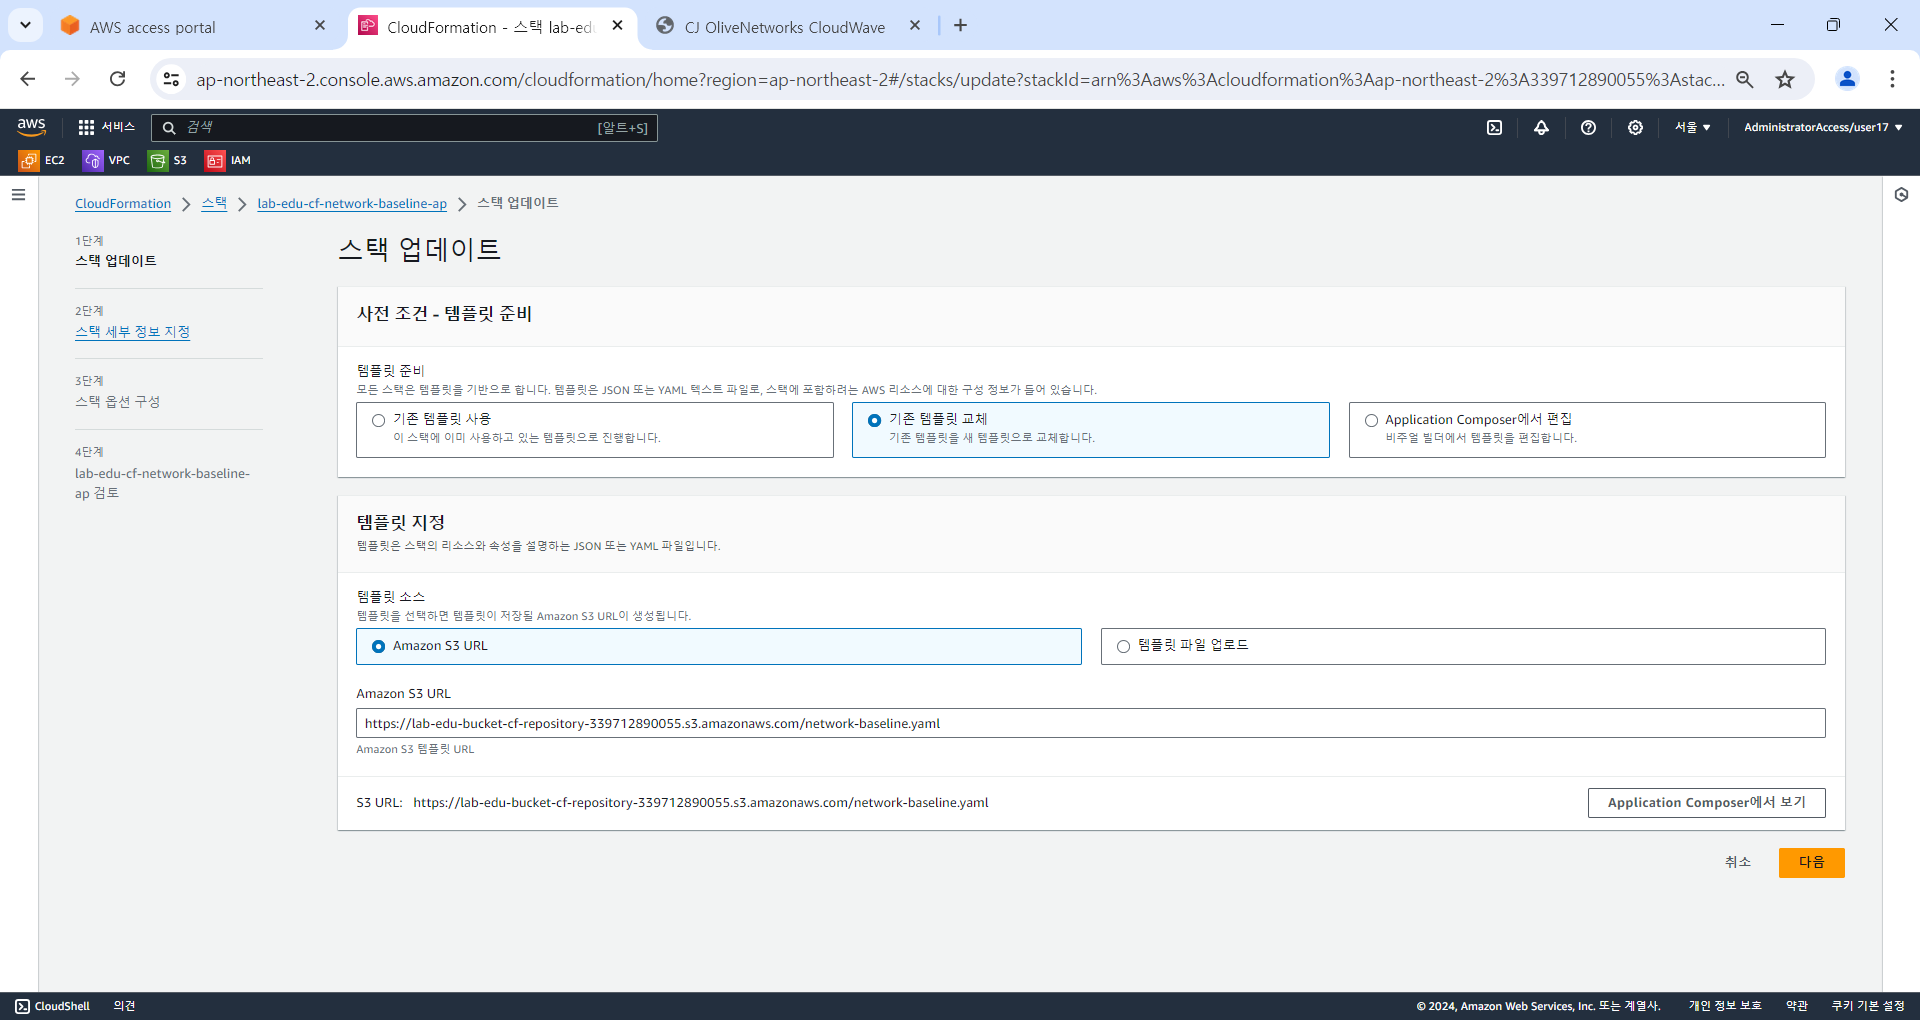 AWS access portal
CloudFormation - 스택 lab-edu
CJ OliveNetworks CloudWave
ap-northeast-2.console.aws.amazon.com/cloudformation/home?region=ap-northeast-2#/stacks/update?stackId=arn%3Aaws%3Acloudformation%3Aap-northeast-2%3A339712890055%3Astac...
aws
서비스
검색
[알트+S]
서울
AdministratorAccess/user17
EC2
VPC
S3
IAM
CloudFormation
스택
lab-edu-cf-network-baseline-ap
스택 업데이트
1단계
스택 업데이트
2단계
스택 세부 정보 지정
3단계
스택 옵션 구성
4단계
lab-edu-cf-network-baseline-
ap 검토
스택 업데이트
사전 조건 - 템플릿 준비
템플릿 준비
모든 스택은 템플릿을 기반으로 합니다. 템플릿은 JSON 또는 YAML 텍스트 파일로, 스택에 포함하려는 AWS 리소스에 대한 구성 정보가 들어 있습니다.
기존 템플릿 사용
이 스택에 이미 사용하고 있는 템플릿으로 진행합니다.
기존 템플릿 교체
기존 템플릿을 새 템플릿으로 교체합니다.
Application Composer에서 편집
비주얼 빌더에서 템플릿을 편집합니다.
템플릿 지정
템플릿은 스택의 리소스와 속성을 설명하는 JSON 또는 YAML 파일입니다.
템플릿 소스
템플릿을 선택하면 템플릿이 저장될 Amazon S3 URL이 생성됩니다.
Amazon S3 URL
템플릿 파일 업로드
Amazon S3 URL
https://lab-edu-bucket-cf-repository-339712890055.s3.amazonaws.com/network-baseline.yaml
Amazon S3 템플릿 URL
S3 URL: https://lab-edu-bucket-cf-repository-339712890055.s3.amazonaws.com/network-baseline.yaml
Application Composer에서 보기
취소
다음
CloudShell
의견
© 2024, Amazon Web Services, Inc. 또는 계열사.
개인 정보 보호
약관
쿠키 기본 설정